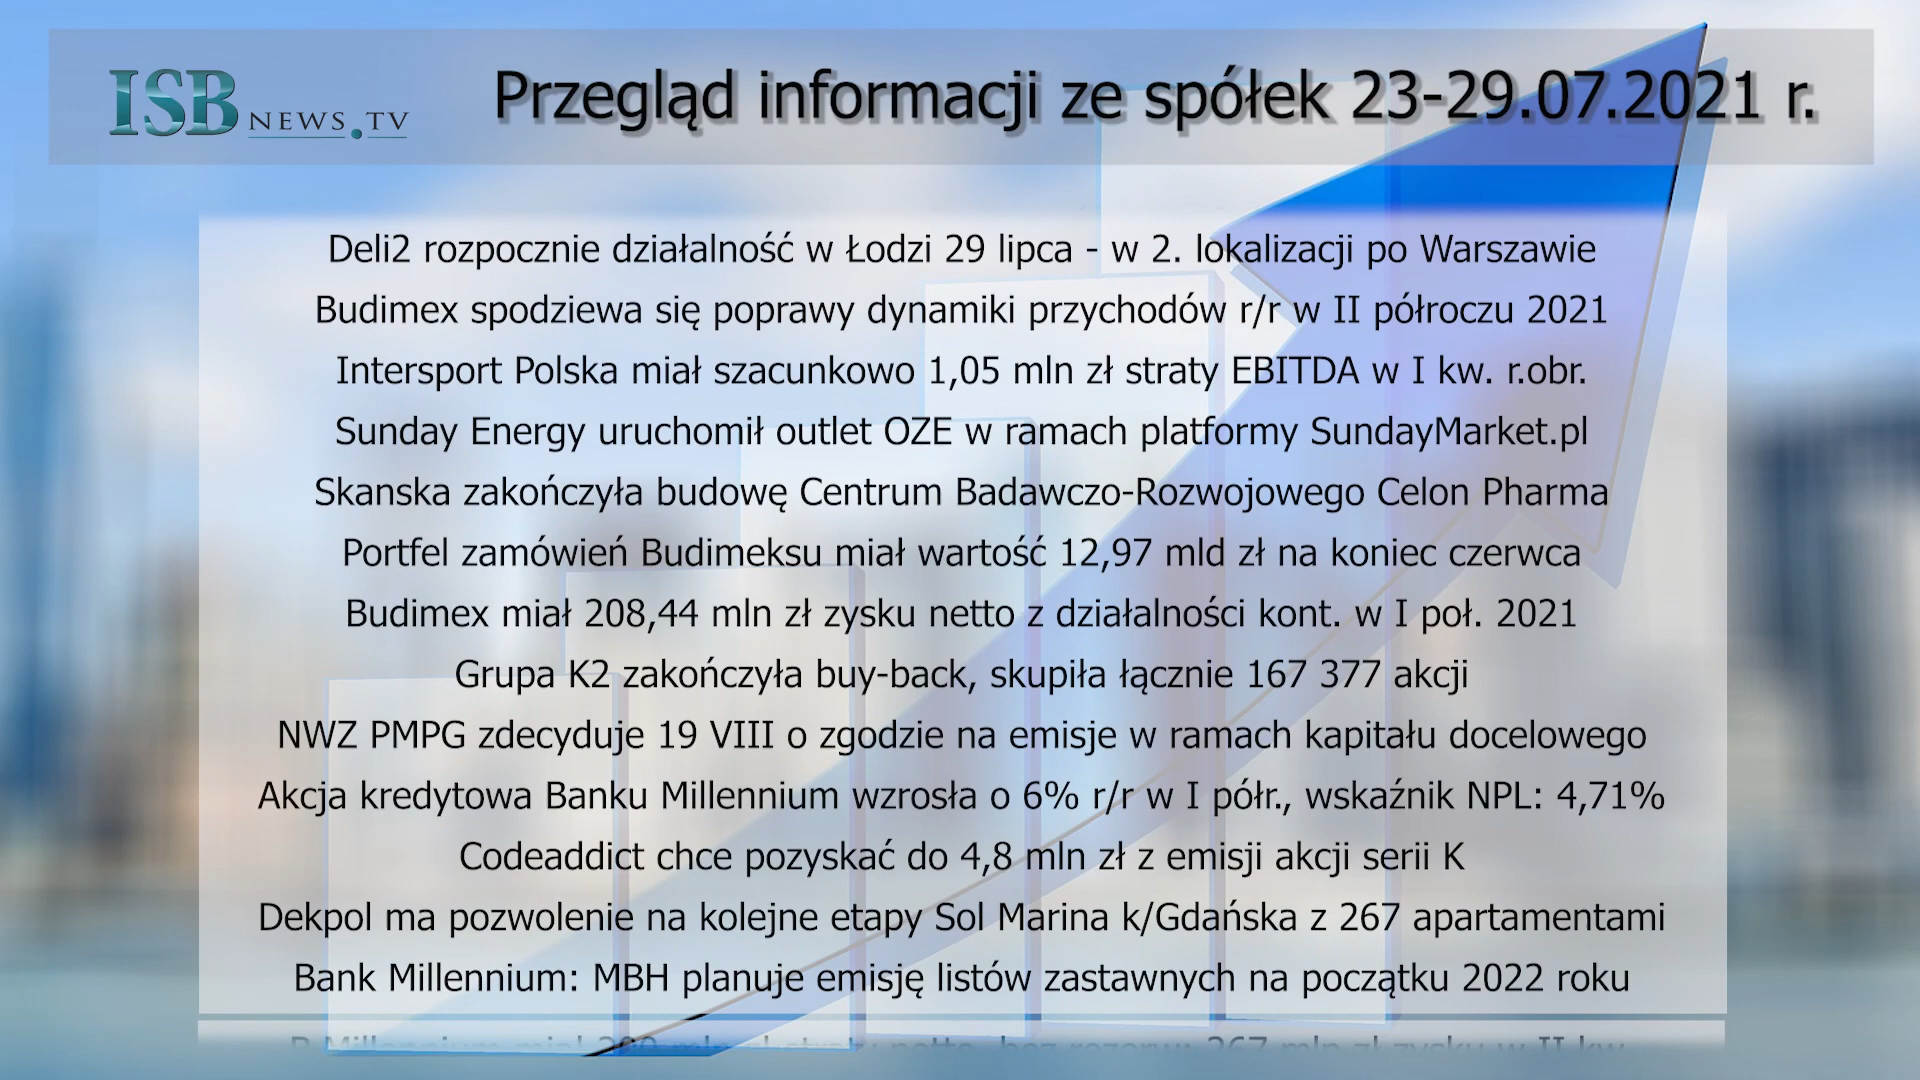 ISB NEWS.TV
Przegląd informacji ze spółek 23-29.07.2021 r.
Deli2 rozpocznie działalność w Łodzi 29 lipca - w 2. lokalizacji po Warszawie
Budimex spodziewa się poprawy dynamiki przychodów r/r w II półroczu 2021
Intersport Polska miał szacunkowo 1,05 mln zł straty EBITDA w I kw. r.obr.
Sunday Energy uruchomił outlet OZE w ramach platformy SundayMarket.pl
Skanska zakończyła budowę Centrum Badawczo-Rozwojowego Celon Pharma
Portfel zamówień Budimeksu miał wartość 12,97 mld zł na koniec czerwca
Budimex miał 208,44 mln zł zysku netto z działalności kont. w I poł. 2021
Grupa K2 zakończyła buy-back, skupiła łącznie 167 377 akcji
NWZ PMPG zdecyduje 19 VIII o zgodzie na emisje w ramach kapitału docelowego
Akcja kredytowa Banku Millennium wzrosła o 6% r/r w I półr., wskaźnik NPL: 4,71%
Codeaddict chce pozyskać do 4,8 mln zł z emisji akcji serii K
Dekpol ma pozwolenie na kolejne etapy Sol Marina k/Gdańska z 267 apartamentami
Bank Millennium: MBH planuje emisję listów zastawnych na początku 2022 roku